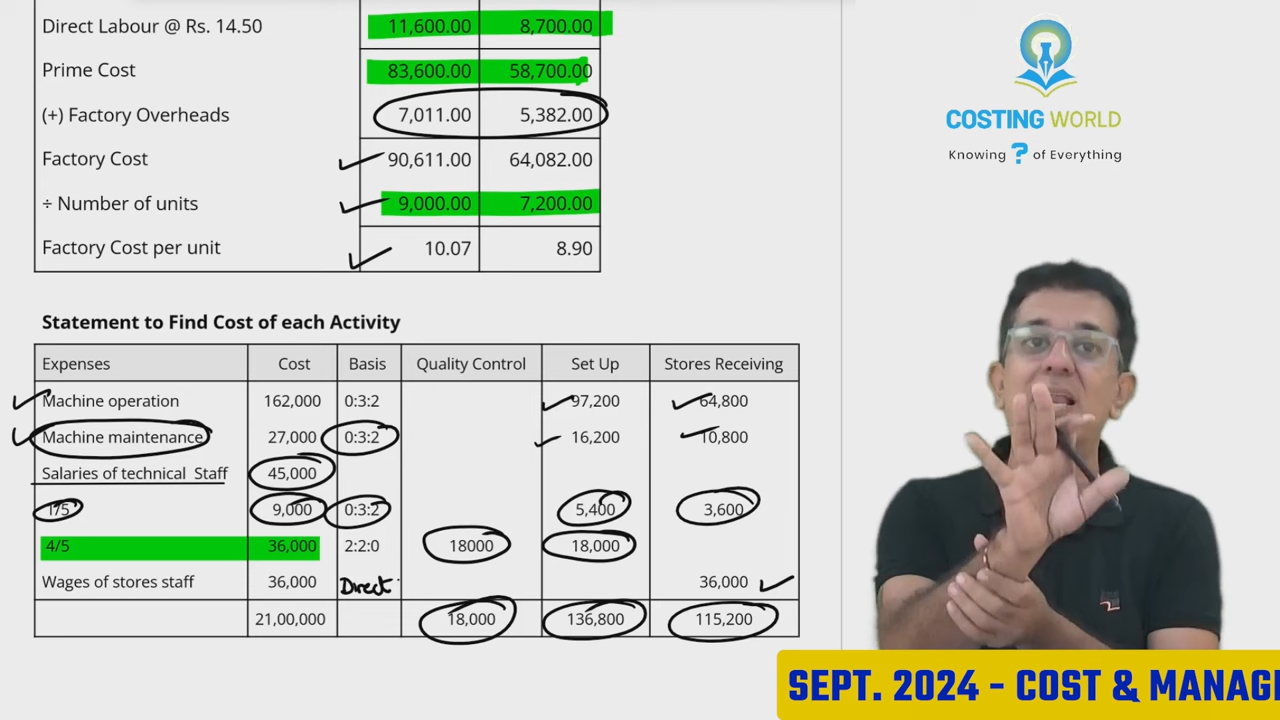 Direct Labour @ Rs. 14.50 11,600.00 8,700.00
Prime Cost 83,600.00 58,700.00
(+) Factory Overheads 7,011.00 5,382.00
Factory Cost 90,611.00 64,082.00
÷ Number of units 9,000.00 7,200.00
Factory Cost per unit 10.07 8.90
COSTING WORLD
Knowing ? of Everything
Statement to Find Cost of each Activity
Expenses Cost Basis Quality Control Set Up Stores Receiving
Machine operation 162,000 0:3:2 97,200 64,800
Machine maintenance 27,000 0:3:2 16,200 10,800
Salaries of technical Staff 45,000
1/5 9,000 0:3:2 5,400 3,600
4/5 36,000 2:2:0 18000 18,000
Wages of stores staff 36,000 Direct 36,000
21,00,000 18,000 136,800 115,200
SEPT. 2024 - COST & MANAG